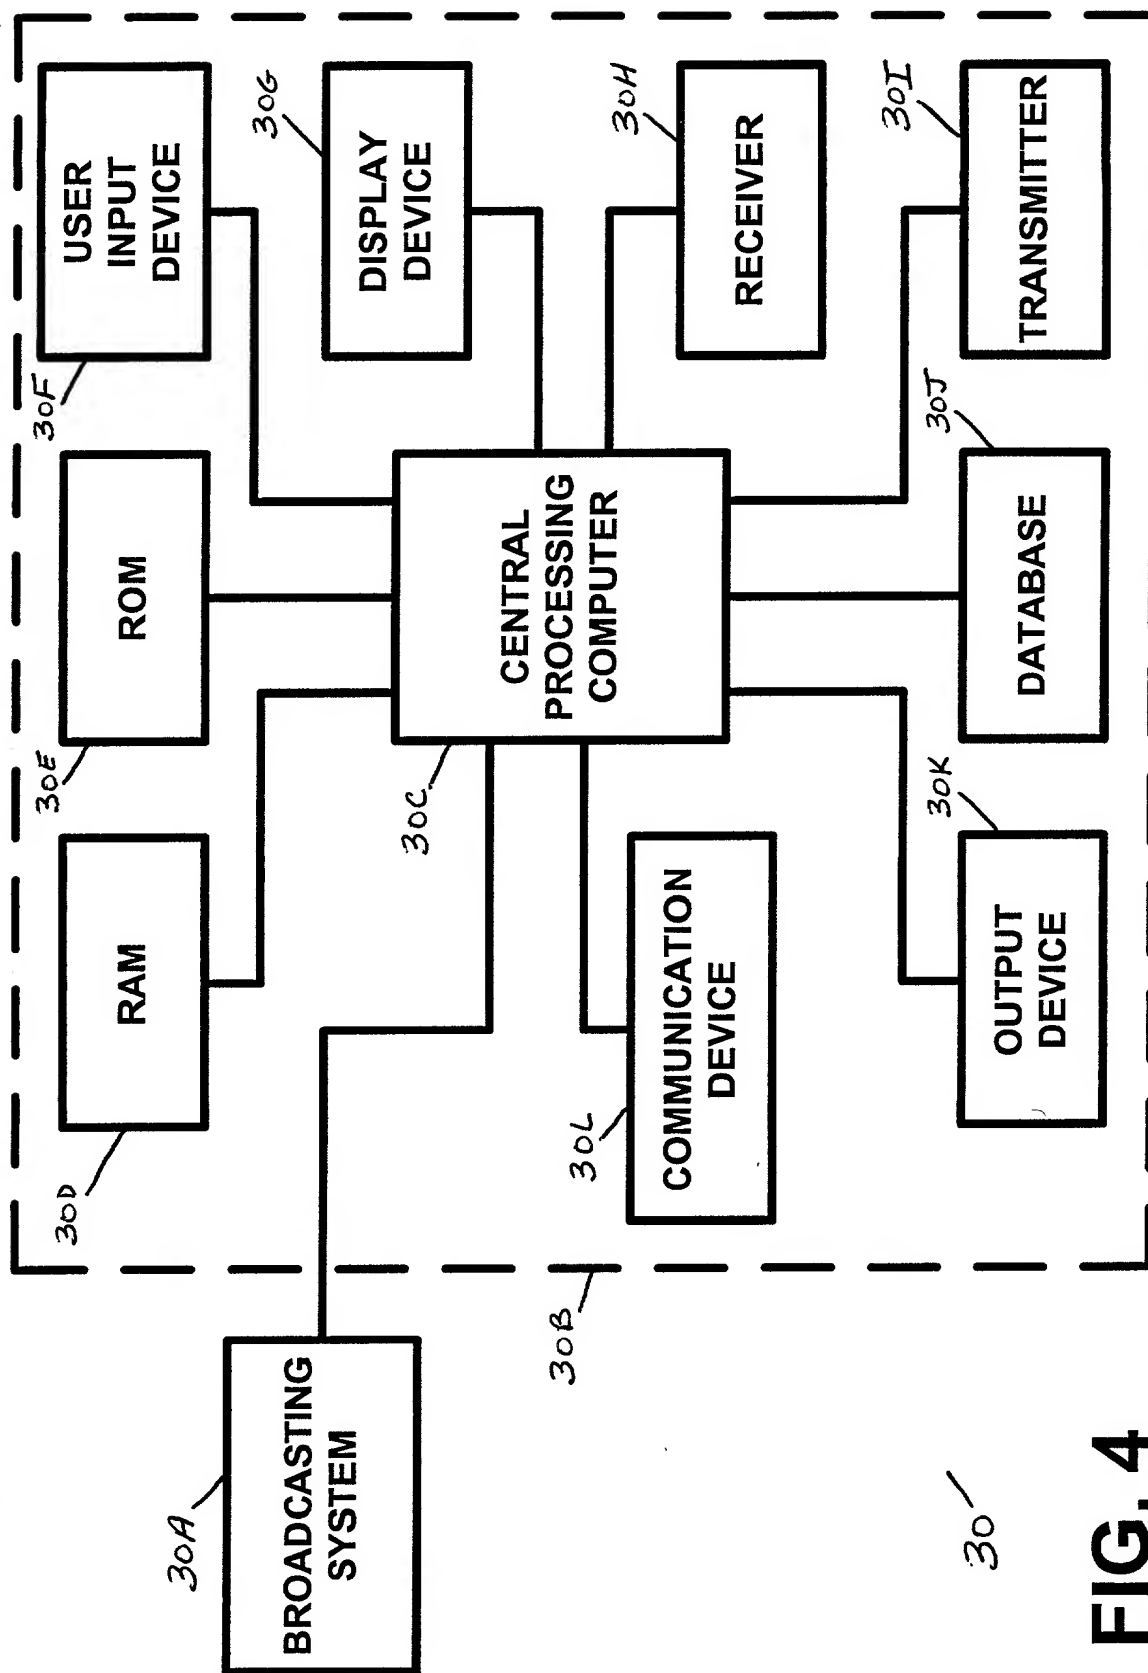 30D
RAM
30E
ROM
30F
USER
INPUT
DEVICE
30G
DISPLAY
DEVICE
30A
BROADCASTING
SYSTEM
30C
CENTRAL
PROCESSING
COMPUTER
30H
RECEIVER
30B
30L
COMMUNICATION
DEVICE
30K
OUTPUT
DEVICE
30J
DATABASE
30I
TRANSMITTER
30
FIG. 4